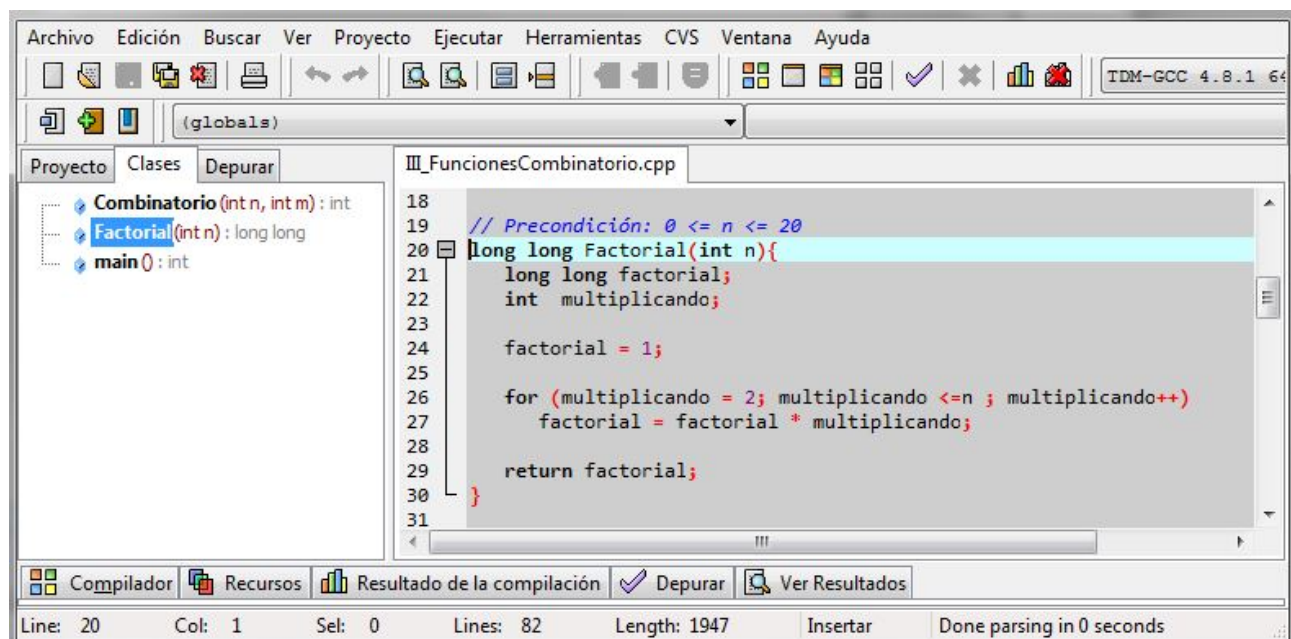 Archivo Edición Buscar Ver Proyecto Ejecutar Herramientas CVS Ventana Ayuda
TDM-GCC 4.8.1 64
(globals)
Proyecto Clases Depurar
III_FuncionesCombinatorio.cpp
Combinatorio (int n, int m) : int
Factorial (int n) : long long
main () : int
18
19 // Precondición: 0 <= n <= 20
20 long long Factorial(int n){
21 long long factorial;
22 int multiplicando;
23
24 factorial = 1;
25
26 for (multiplicando = 2; multiplicando <=n ; multiplicando++)
27 factorial = factorial * multiplicando;
28
29 return factorial;
30 }
31
Compilador Recursos Resultado de la compilación Depurar Ver Resultados
Line: 20 Col: 1 Sel: 0 Lines: 82 Length: 1947 Insertar Done parsing in 0 seconds